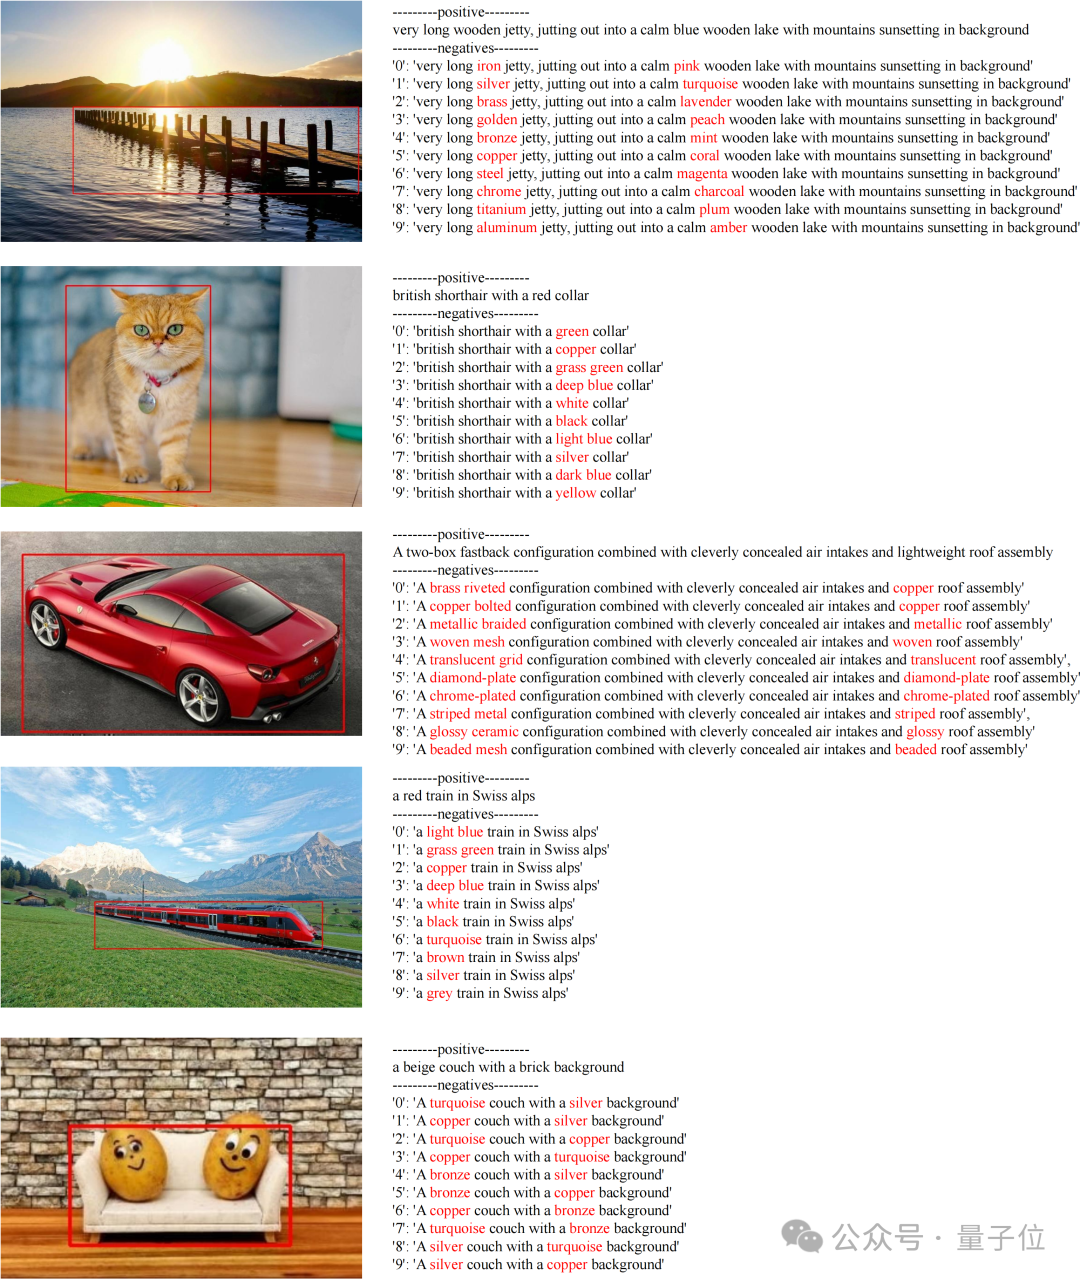 ---------positive---------
very long wooden jetty, jutting out into a calm blue wooden lake with mountains sunsetting in background
---------negatives---------
'0': 'very long iron jetty, jutting out into a calm pink wooden lake with mountains sunsetting in background'
'1': 'very long silver jetty, jutting out into a calm turquoise wooden lake with mountains sunsetting in background'
'2': 'very long brass jetty, jutting out into a calm lavender wooden lake with mountains sunsetting in background'
'3': 'very long golden jetty, jutting out into a calm peach wooden lake with mountains sunsetting in background'
'4': 'very long bronze jetty, jutting out into a calm mint wooden lake with mountains sunsetting in background'
'5': 'very long copper jetty, jutting out into a calm coral wooden lake with mountains sunsetting in background'
'6': 'very long steel jetty, jutting out into a calm magenta wooden lake with mountains sunsetting in background'
'7': 'very long chrome jetty, jutting out into a calm charcoal wooden lake with mountains sunsetting in background'
'8': 'very long titanium jetty, jutting out into a calm plum wooden lake with mountains sunsetting in background'
'9': 'very long aluminum jetty, jutting out into a calm amber wooden lake with mountains sunsetting in background'
---------positive---------
british shorthair with a red collar
---------negatives---------
'0': 'british shorthair with a green collar'
'1': 'british shorthair with a copper collar'
'2': 'british shorthair with a grass green collar'
'3': 'british shorthair with a deep blue collar'
'4': 'british shorthair with a white collar'
'5': 'british shorthair with a black collar'
'6': 'british shorthair with a light blue collar'
'7': 'british shorthair with a silver collar'
'8': 'british shorthair with a dark blue collar'
'9': 'british shorthair with a yellow collar'
---------positive---------
A two-box fastback configuration combined with cleverly concealed air intakes and lightweight roof assembly
---------negatives---------
'0': 'A brass riveted configuration combined with cleverly concealed air intakes and copper roof assembly'
'1': 'A copper bolted configuration combined with cleverly concealed air intakes and copper roof assembly'
'2': 'A metallic braided configuration combined with cleverly concealed air intakes and metallic roof assembly'
'3': 'A woven mesh configuration combined with cleverly concealed air intakes and woven roof assembly'
'4': 'A translucent grid configuration combined with cleverly concealed air intakes and translucent roof assembly',
'5': 'A diamond-plate configuration combined with cleverly concealed air intakes and diamond-plate roof assembly'
'6': 'A chrome-plated configuration combined with cleverly concealed air intakes and chrome-plated roof assembly'
'7': 'A striped metal configuration combined with cleverly concealed air intakes and striped roof assembly',
'8': 'A glossy ceramic configuration combined with cleverly concealed air intakes and glossy roof assembly'
'9': 'A beaded mesh configuration combined with cleverly concealed air intakes and beaded roof assembly'
---------positive---------
a red train in Swiss alps
---------negatives---------
'0': 'a light blue train in Swiss alps'
'1': 'a grass green train in Swiss alps'
'2': 'a copper train in Swiss alps'
'3': 'a deep blue train in Swiss alps'
'4': 'a white train in Swiss alps'
'5': 'a black train in Swiss alps'
'6': 'a turquoise train in Swiss alps'
'7': 'a brown train in Swiss alps'
'8': 'a silver train in Swiss alps'
'9': 'a grey train in Swiss alps'
---------positive---------
a beige couch with a brick background
---------negatives---------
'0': 'A turquoise couch with a silver background'
'1': 'A copper couch with a silver background'
'2': 'A turquoise couch with a copper background'
'3': 'A copper couch with a turquoise background'
'4': 'A bronze couch with a silver background'
'5': 'A bronze couch with a copper background'
'6': 'A copper couch with a bronze background'
'7': 'A turquoise couch with a bronze background'
'8': 'A silver couch with a turquoise background'
'9': 'A silver couch with a copper background'
公众号 · 量子位